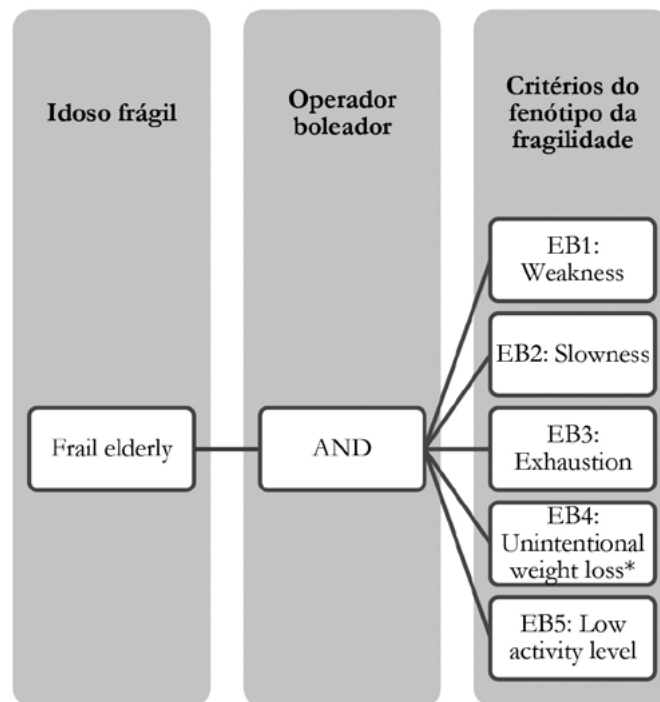 Idoso frágil
Operador
boleador
Critérios do
fenótipo da
fragilidade
Frail elderly
AND
EB1:
Weakness
EB2: Slowness
EB3:
Exhaustion
EB4:
Unintentional
weight loss*
EB5: Low
activity level